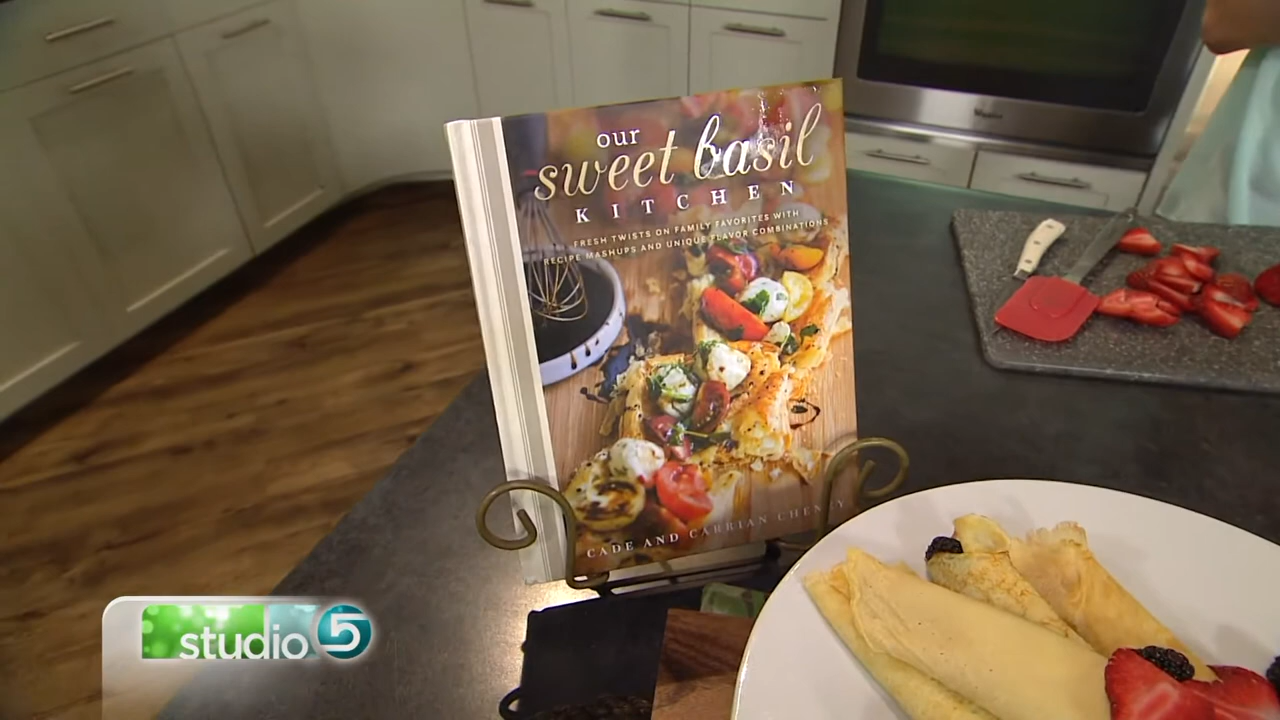 our
sweet basil
KITCHEN
FRESH TWISTS ON FAMILY FAVORITES WITH
RECIPE MASHUPS AND UNIQUE FLAVOR COMBINATIONS
CADE AND CARRIAN CHENEY
studio 5